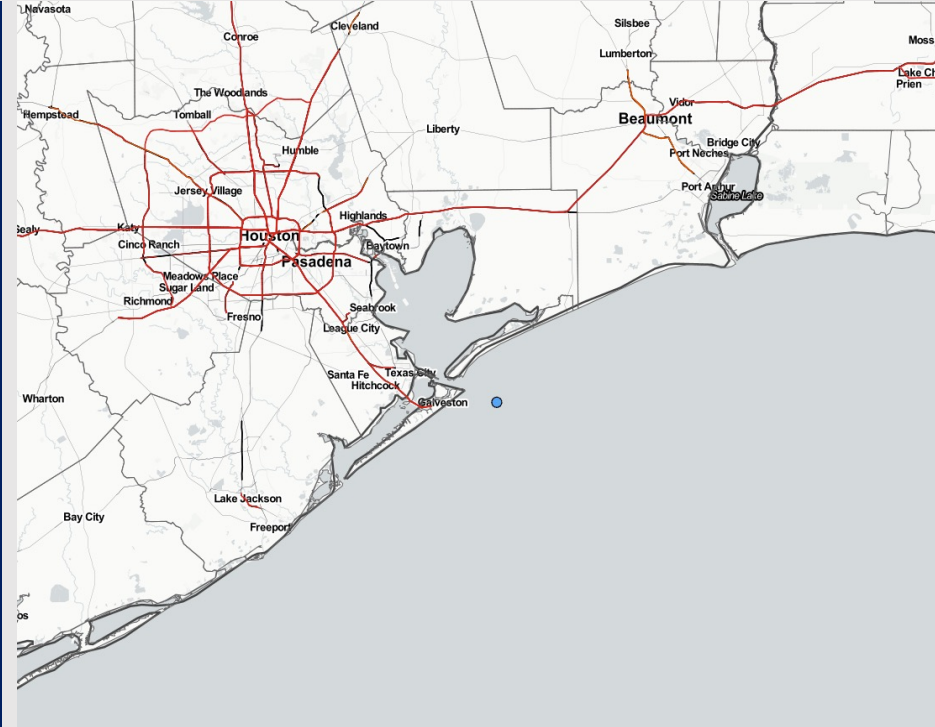 Navasota
Cleveland
Silsbee
Conroe
Moss
Lumberton
Lake Ch
Prien
The Woodlands
Vidor
Hempstead
Tomball
Beaumont
Liberty
Bridge City
Humble
Port Neches
Port Arthur
Jersey Village
Sabine Lake
Highlands
Katy
Sealy
Houston
Cinco Ranch
Baytown
Pasadena
Meadows Place
Sugar Land
Richmond
Seabrook
Fresno
League City
Santa Fe
Texas City
Hitchcock
Wharton
Galveston
Lake Jackson
Bay City
Freeport
os